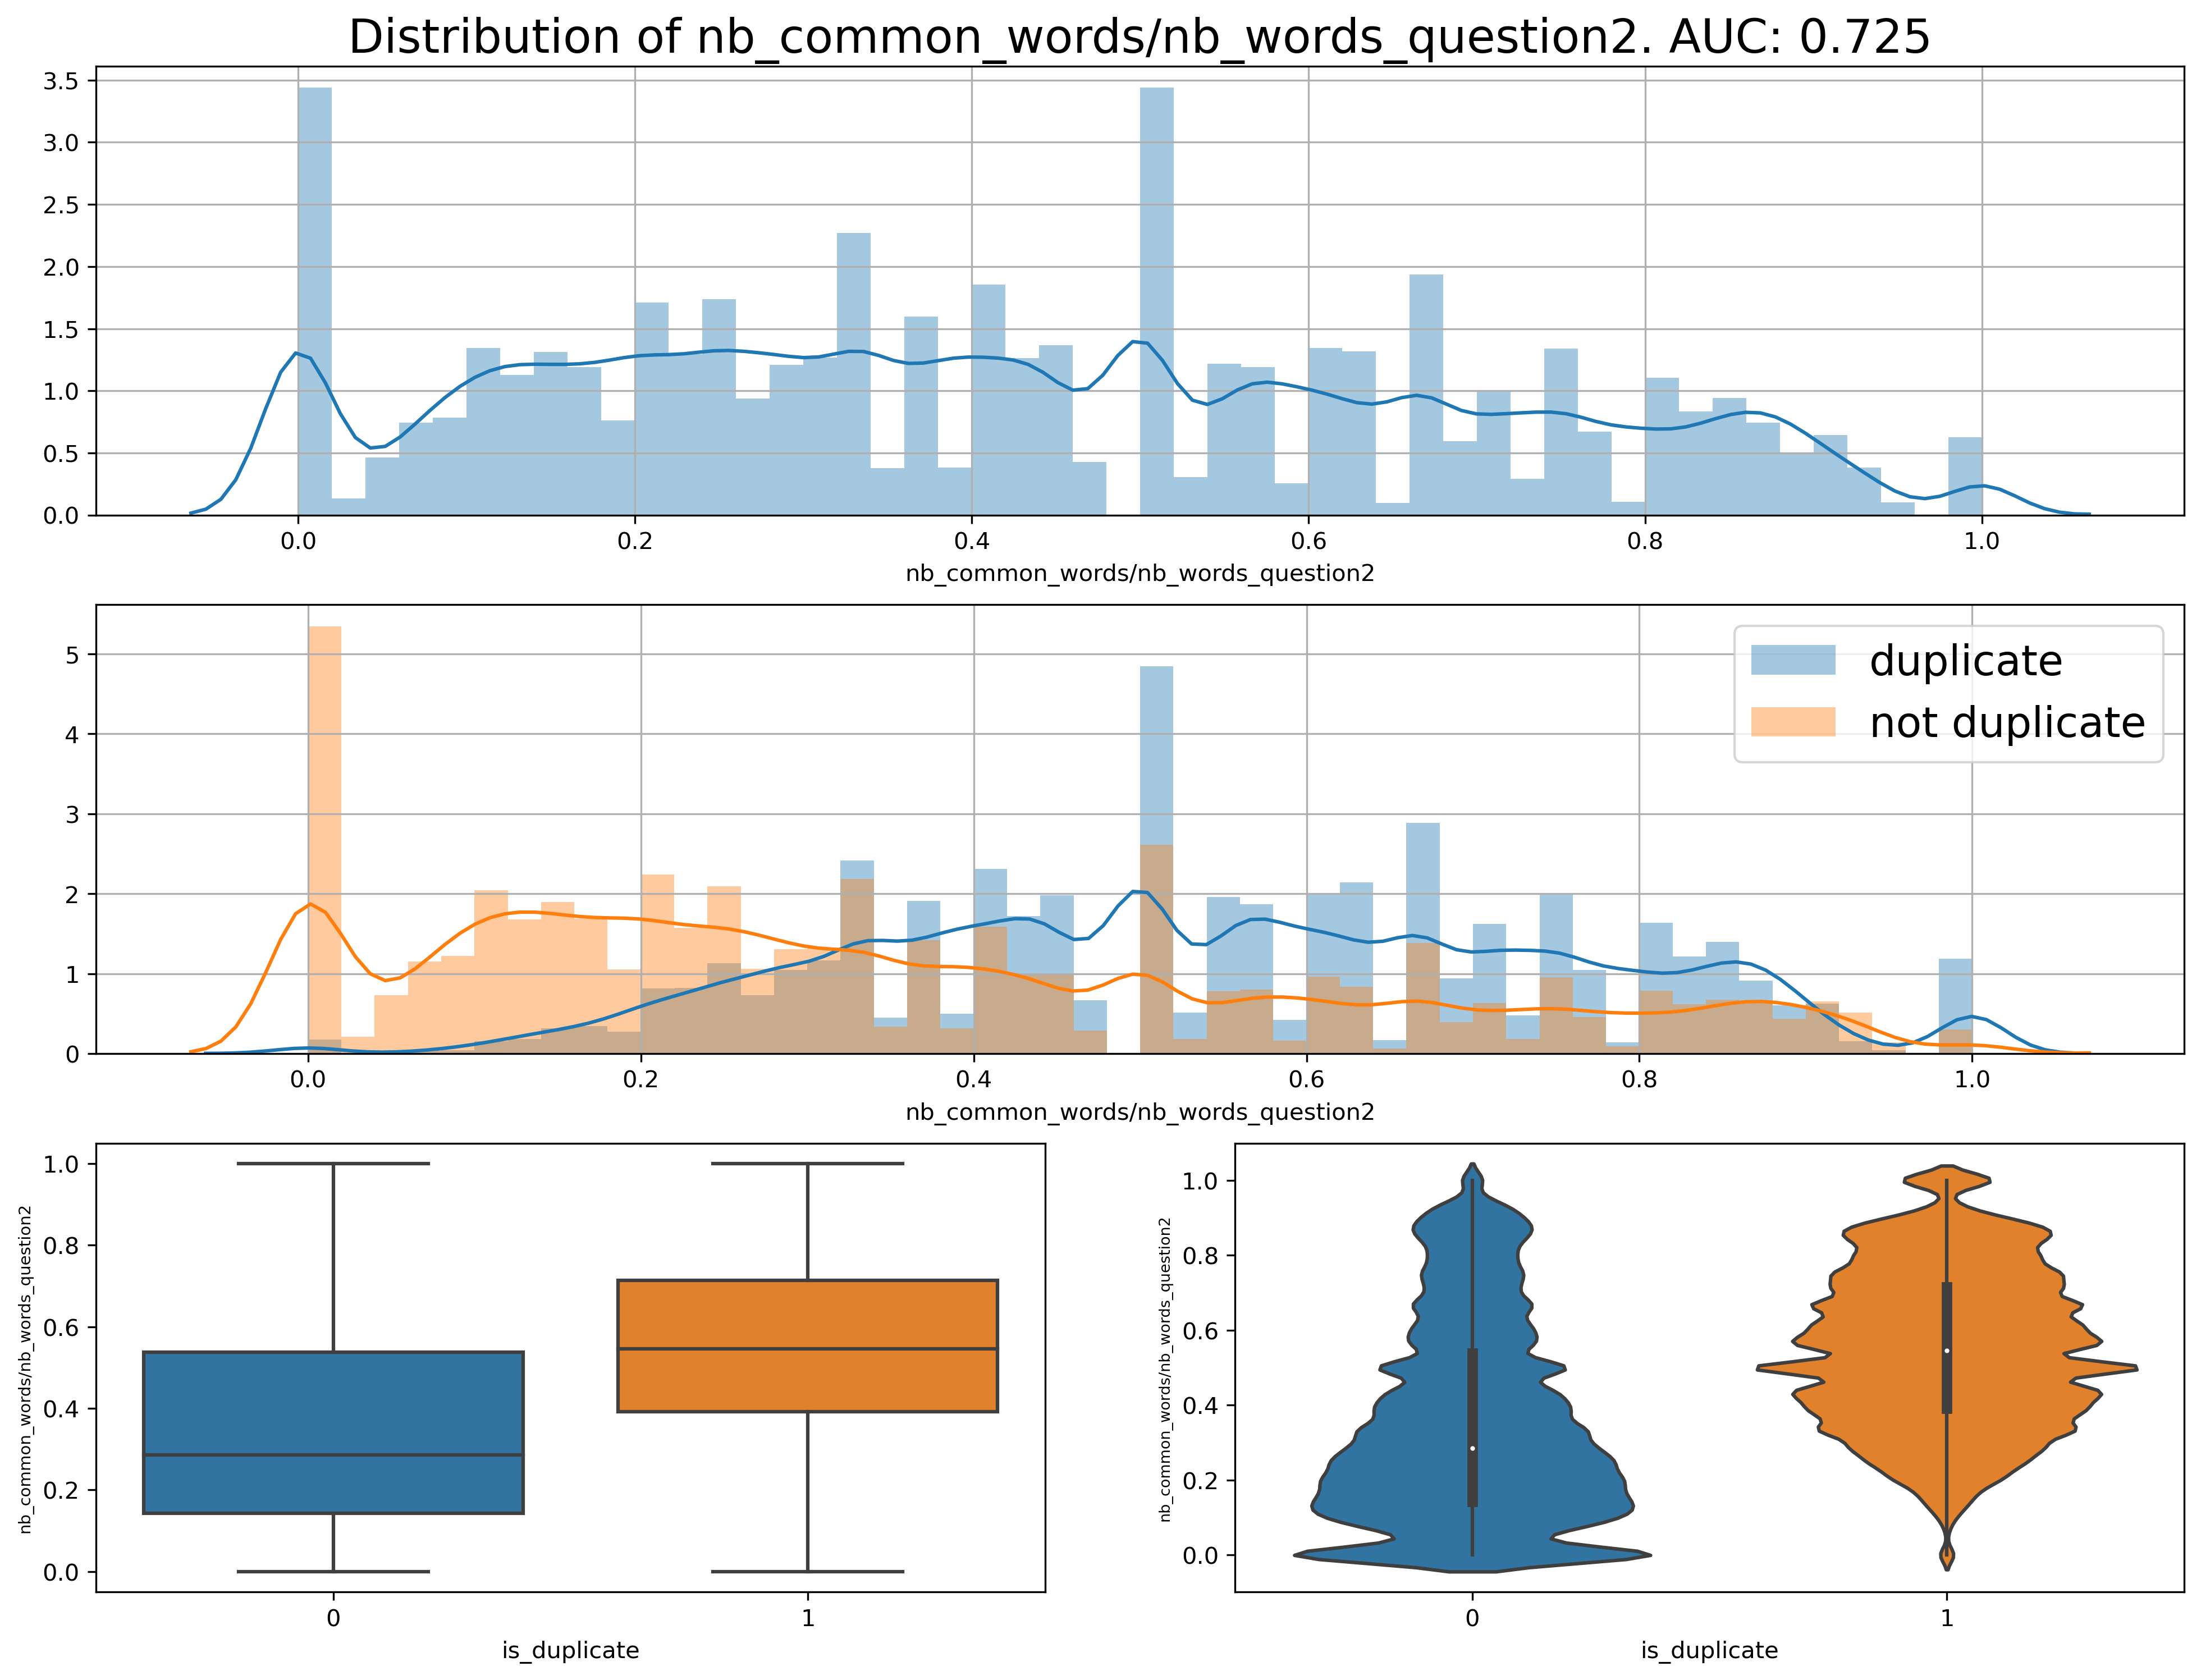 Distribution of nb_common_words/nb_words_question2. AUC: 0.725
3.5
3.0
2.5
2.0
1.5
1.0
0.5
0.0
0.0 0.2 0.4 0.6 0.8 1.0
nb_common_words/nb_words_question2
5
4
3
2
1
0
duplicate
not duplicate
0.0 0.2 0.4 0.6 0.8 1.0
nb_common_words/nb_words_question2
nb_common_words/nb_words_question2
1.0
0.8
0.6
0.4
0.2
0.0
0 1
is_duplicate
nb_common_words/nb_words_question2
1.0
0.8
0.6
0.4
0.2
0.0
0 1
is_duplicate